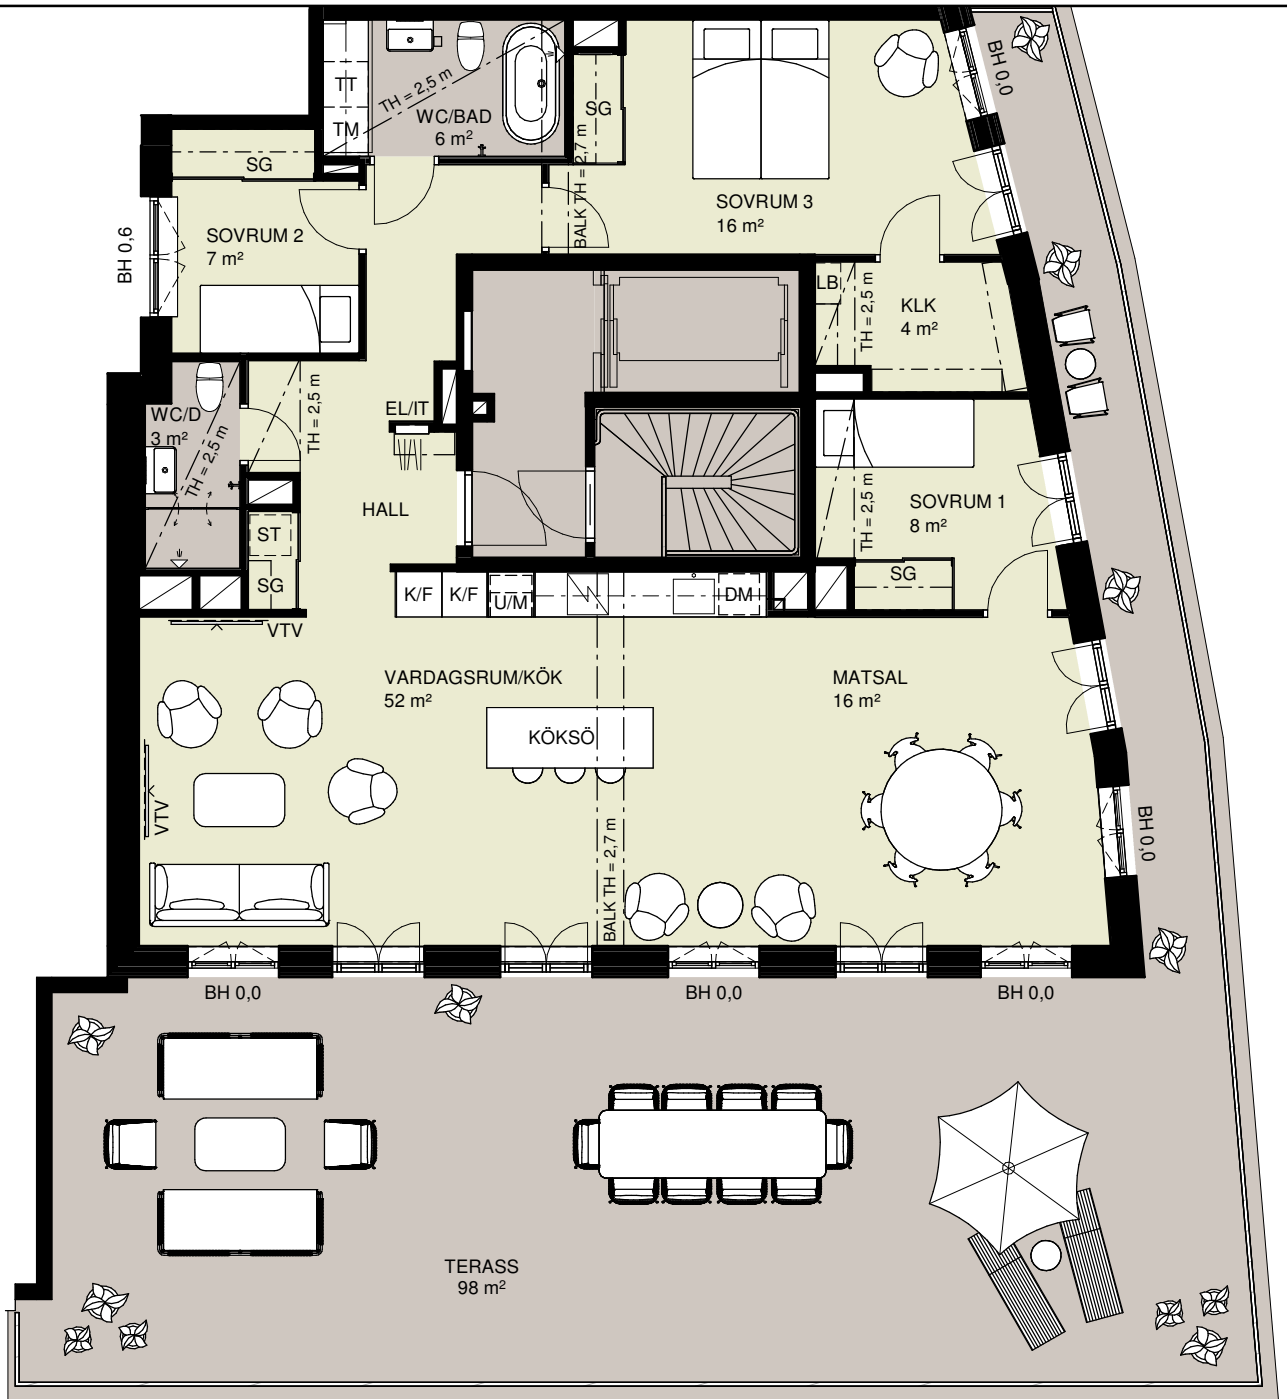 TT
TM
TH = 2,5 m
WC/BAD
6 m²
SG
BALK TH = 2,7 m
SOVRUM 3
16 m²
BH 0,0
SG
SOVRUM 2
7 m²
BH 0,6
LB
TH = 2,5 m
KLK
4 m²
WC/D
3 m²
TH = 2,5 m
TH = 2,5 m
EL/IT
HALL
ST
SG
SOVRUM 1
8 m²
TH = 2,5 m
SG
K/F
K/F
U/M
DM
VTV
VARDAGSRUM/KÖK
52 m²
MATSAL
16 m²
KÖKSÖ
VTV
BALK TH = 2,7 m
BH 0,0
BH 0,0
BH 0,0
BH 0,0
TERASS
98 m²